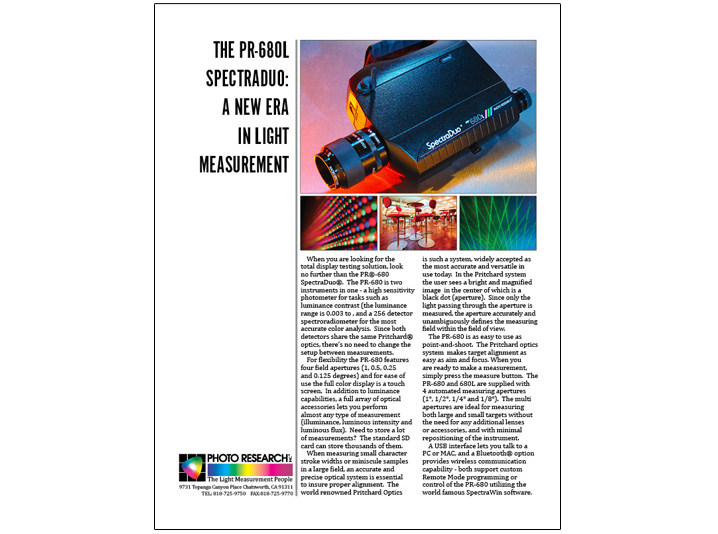 THE PR-680L
SPECTRADUO:
A NEW ERA
IN LIGHT
MEASUREMENT
SpectraDuo®
PR-680L
PHOTO RESEARCH®
When you are looking for the
total display testing solution, look
no further than the PR®-680
SpectraDuo®. The PR-680 is two
instruments in one - a high sensitivity
photometer for tasks such as
luminance contrast (the luminance
range is 0.003 to , and a 256 detector
spectroradiometer for the most
accurate color analysis. Since both
detectors share the same Pritchard®
optics, there's no need to change the
setup between measurements.
For flexibility the PR-680 features
four field apertures (1, 0.5, 0.25
and 0.125 degrees) and for ease of
use the full color display is a touch
screen. In addition to luminance
capabilities, a full array of optical
accessories lets you perform
almost any type of measurement
(illuminance, luminous intensity and
luminous flux). Need to store a lot
of measurements? The standard SD
card can store thousands of them.
When measuring small character
stroke widths or miniscule samples
in a large field, an accurate and
precise optical system is essential
to insure proper alignment. The
world renowned Pritchard Optics
is such a system, widely accepted as
the most accurate and versatile in
use today. In the Pritchard system
the user sees a bright and magnified
image in the center of which is a
black dot (aperture). Since only the
light passing through the aperture is
measured, the aperture accurately and
unambiguously defines the measuring
field within the field of view.
The PR-680 is as easy to use as
point-and-shoot. The Pritchard optics
system makes target alignment as
easy as aim and focus. When you
are ready to make a measurement,
simply press the measure button. The
PR-680 and 680L are supplied with
4 automated measuring apertures
(1°, 1/2°, 1/4° and 1/8°). The multi
apertures are ideal for measuring
both large and small targets without
the need for any additional lenses
or accessories, and with minimal
repositioning of the instrument.
A USB interface lets you talk to a
PC or MAC, and a Bluetooth® option
provides wireless communication
capability - both support custom
Remote Mode programming or
control of the PR-680 utilizing the
world famous SpectraWin software.
PHOTO RESEARCH
The Light Measurement People
9731 Topanga Canyon Place Chatsworth, CA 91311
TEL: 818-725-9750 FAX:818-725-9770